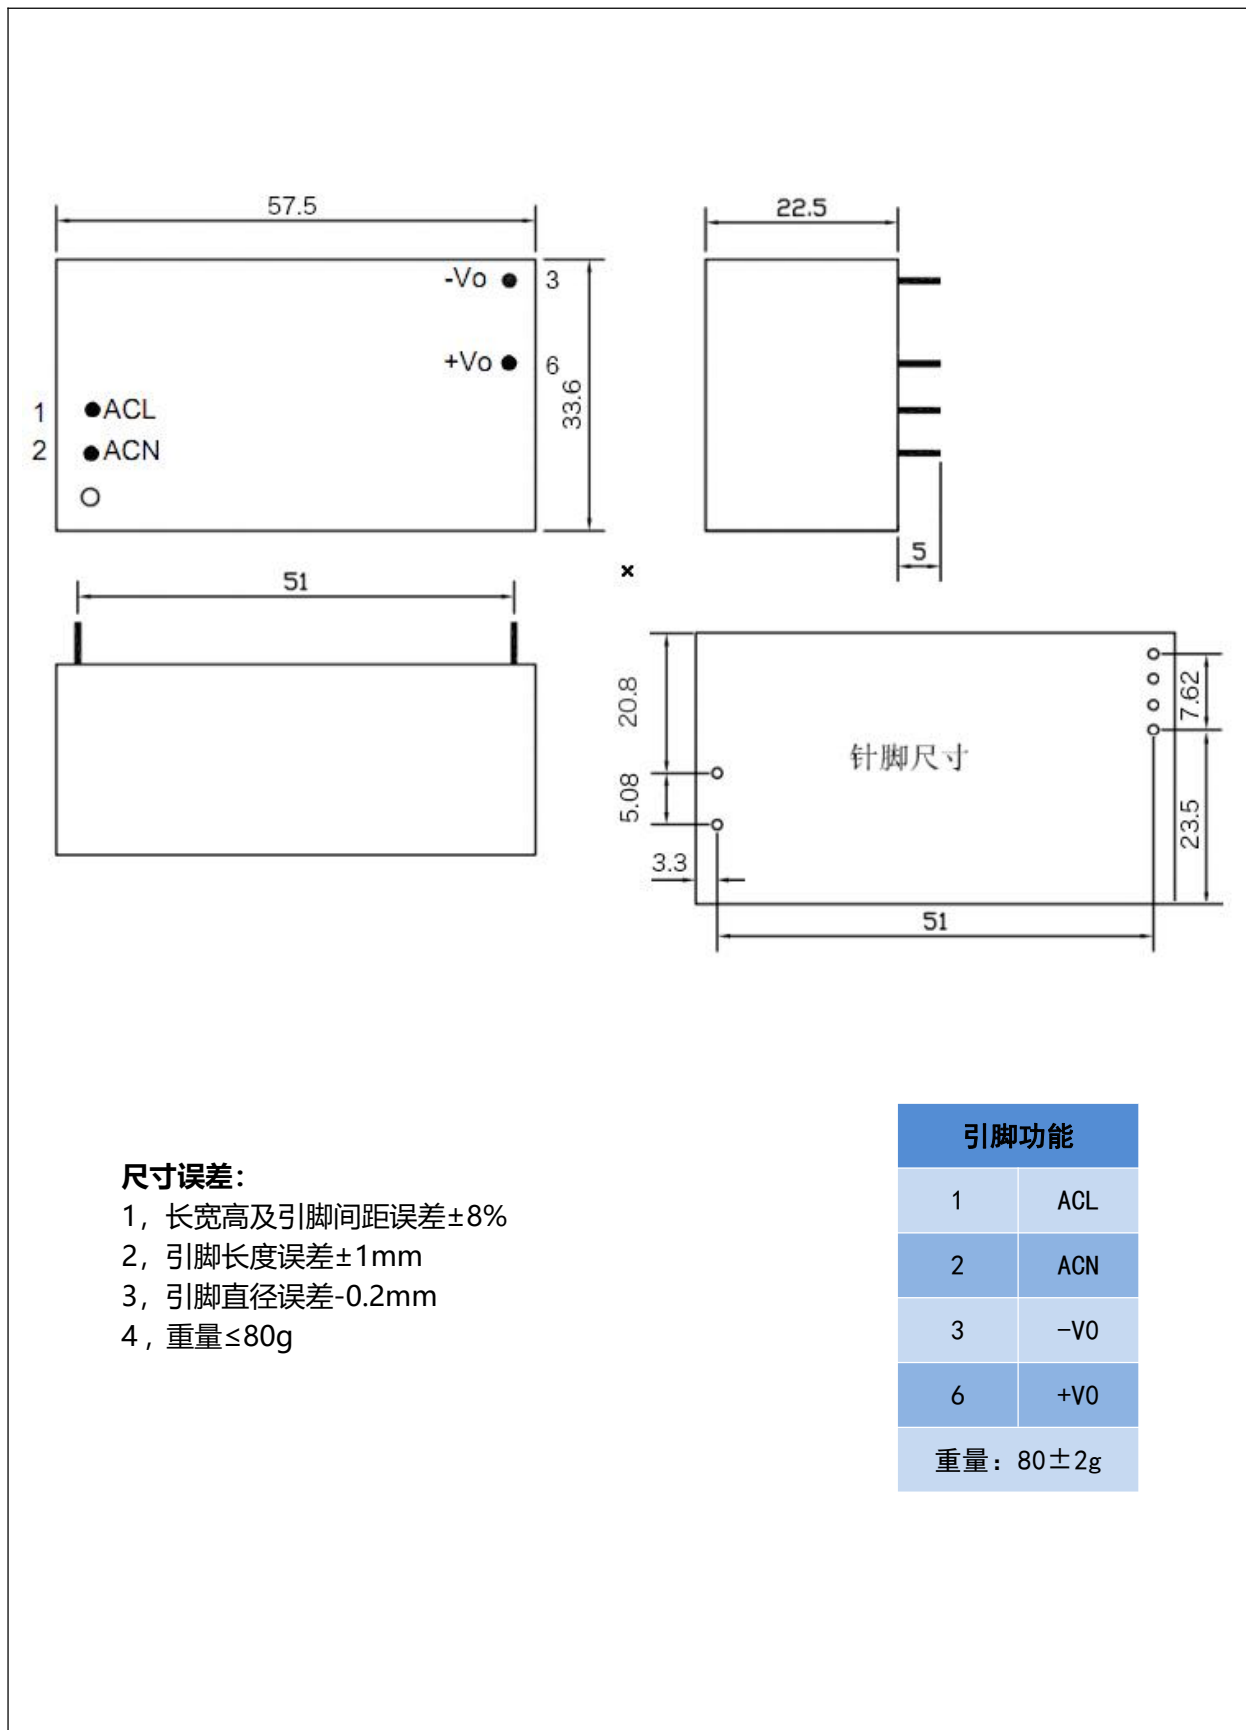 57.5
22.5
-Vo
3
+Vo
6
33.6
1
ACL
2
ACN
5
51
×
20.8
7.62
针脚尺寸
5.08
23.5
3.3
51
引脚功能
尺寸误差：
1，长宽高及引脚间距误差±8%
2，引脚长度误差±1mm
3，引脚直径误差-0.2mm
4，重量≤80g
1 ACL
2 ACN
3 -VO
6 +VO
重量：80±2g